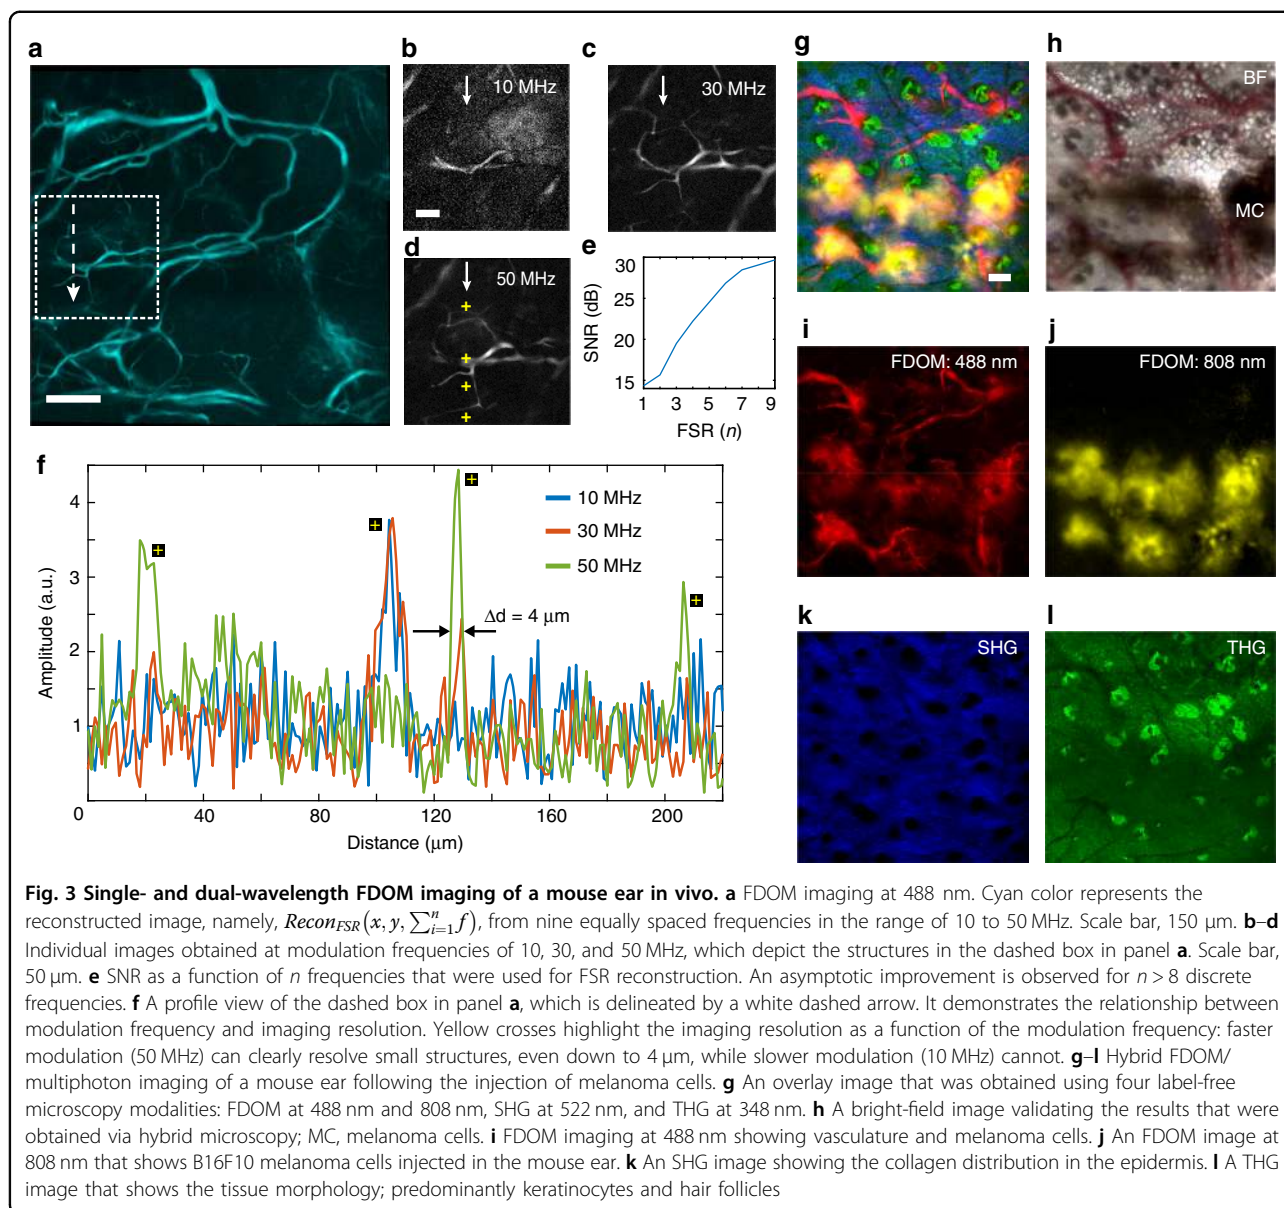 a
b
10 MHz
c
30 MHz
d
50 MHz
e
30
25
20
15
SNR (dB)
1 3 5 7 9
FSR (n)
f
4
3
2
1
0
Amplitude (a.u.)
10 MHz
30 MHz
50 MHz
Δd = 4 μm
0 40 80 120 160 200
Distance (μm)
g
h
BF
MC
i
FDOM: 488 nm
j
FDOM: 808 nm
k
SHG
l
THG
Fig. 3 Single- and dual-wavelength FDOM imaging of a mouse ear in vivo. a FDOM imaging at 488 nm. Cyan color represents the
reconstructed image, namely, Recon_FSR(x, y, ∑_{i=1}^{n} f), from nine equally spaced frequencies in the range of 10 to 50 MHz. Scale bar, 150 μm. b–d
Individual images obtained at modulation frequencies of 10, 30, and 50 MHz, which depict the structures in the dashed box in panel a. Scale bar,
50 μm. e SNR as a function of n frequencies that were used for FSR reconstruction. An asymptotic improvement is observed for n > 8 discrete
frequencies. f A profile view of the dashed box in panel a, which is delineated by a white dashed arrow. It demonstrates the relationship between
modulation frequency and imaging resolution. Yellow crosses highlight the imaging resolution as a function of the modulation frequency: faster
modulation (50 MHz) can clearly resolve small structures, even down to 4 μm, while slower modulation (10 MHz) cannot. g–l Hybrid FDOM/
multiphoton imaging of a mouse ear following the injection of melanoma cells. g An overlay image that was obtained using four label-free
microscopy modalities: FDOM at 488 nm and 808 nm, SHG at 522 nm, and THG at 348 nm. h A bright-field image validating the results that were
obtained via hybrid microscopy; MC, melanoma cells. i FDOM imaging at 488 nm showing vasculature and melanoma cells. j An FDOM image at
808 nm that shows B16F10 melanoma cells injected in the mouse ear. k An SHG image showing the collagen distribution in the epidermis. l A THG
image that shows the tissue morphology; predominantly keratinocytes and hair follicles